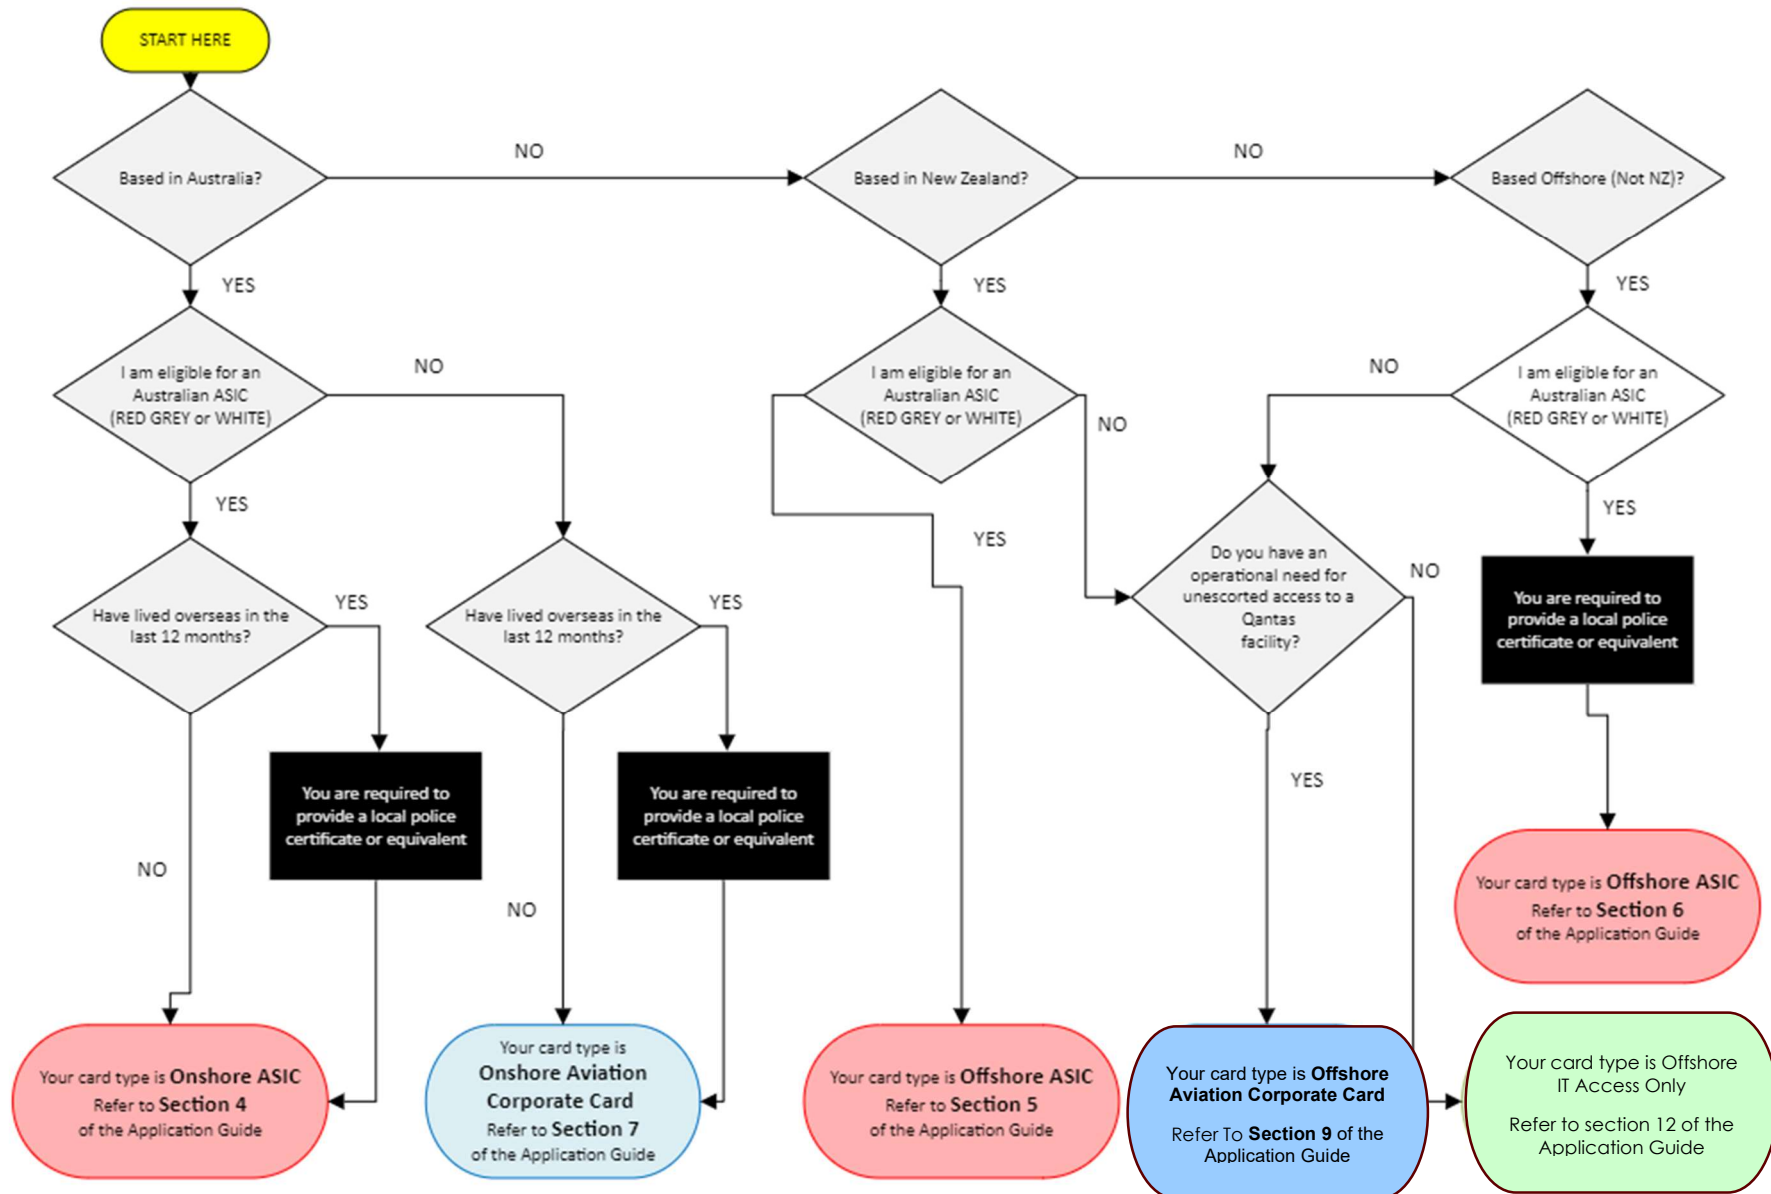 START HERE
Based in Australia?
NO
Based in New Zealand?
NO
Based Offshore (Not NZ)?
YES
YES
YES
I am eligible for an
Australian ASIC
(RED GREY or WHITE)
NO
I am eligible for an
Australian ASIC
(RED GREY or WHITE)
NO
NO
I am eligible for an
Australian ASIC
(RED GREY or WHITE)
YES
YES
YES
Have lived overseas in the
last 12 months?
YES
Have lived overseas in the
last 12 months?
YES
Do you have an
operational need for
unescorted access to a
Qantas
facility?
NO
You are required to
provide a local police
certificate or equivalent
You are required to
provide a local police
certificate or equivalent
You are required to
provide a local police
certificate or equivalent
YES
NO
NO
Your card type is Offshore ASIC
Refer to Section 6
of the Application Guide
Your card type is Onshore ASIC
Refer to Section 4
of the Application Guide
Your card type is
Onshore Aviation
Corporate Card
Refer to Section 7
of the Application Guide
Your card type is Offshore ASIC
Refer to Section 5
of the Application Guide
Your card type is Offshore
Aviation Corporate Card
Refer To Section 9 of the
Application Guide
Your card type is Offshore
IT Access Only
Refer to section 12 of the
Application Guide